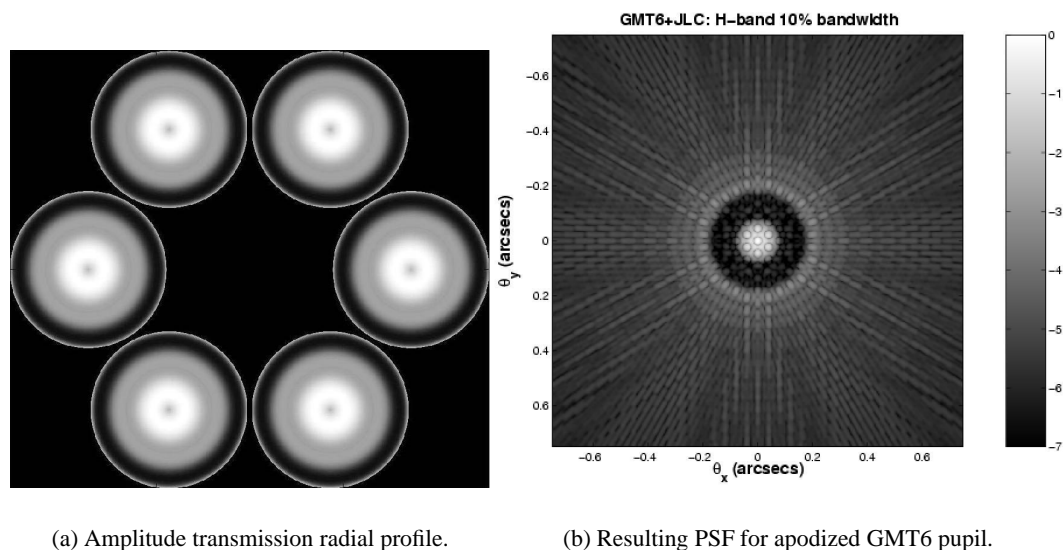 GMT6+JLC: H-band 10% bandwidth
−0.6
−0.4
−0.2
0
0.2
0.4
0.6
θy (arcsecs)
−0.6 −0.4 −0.2 0 0.2 0.4 0.6
θx (arcsecs)
0
−1
−2
−3
−4
−5
−6
−7
(a) Amplitude transmission radial profile.
(b) Resulting PSF for apodized GMT6 pupil.